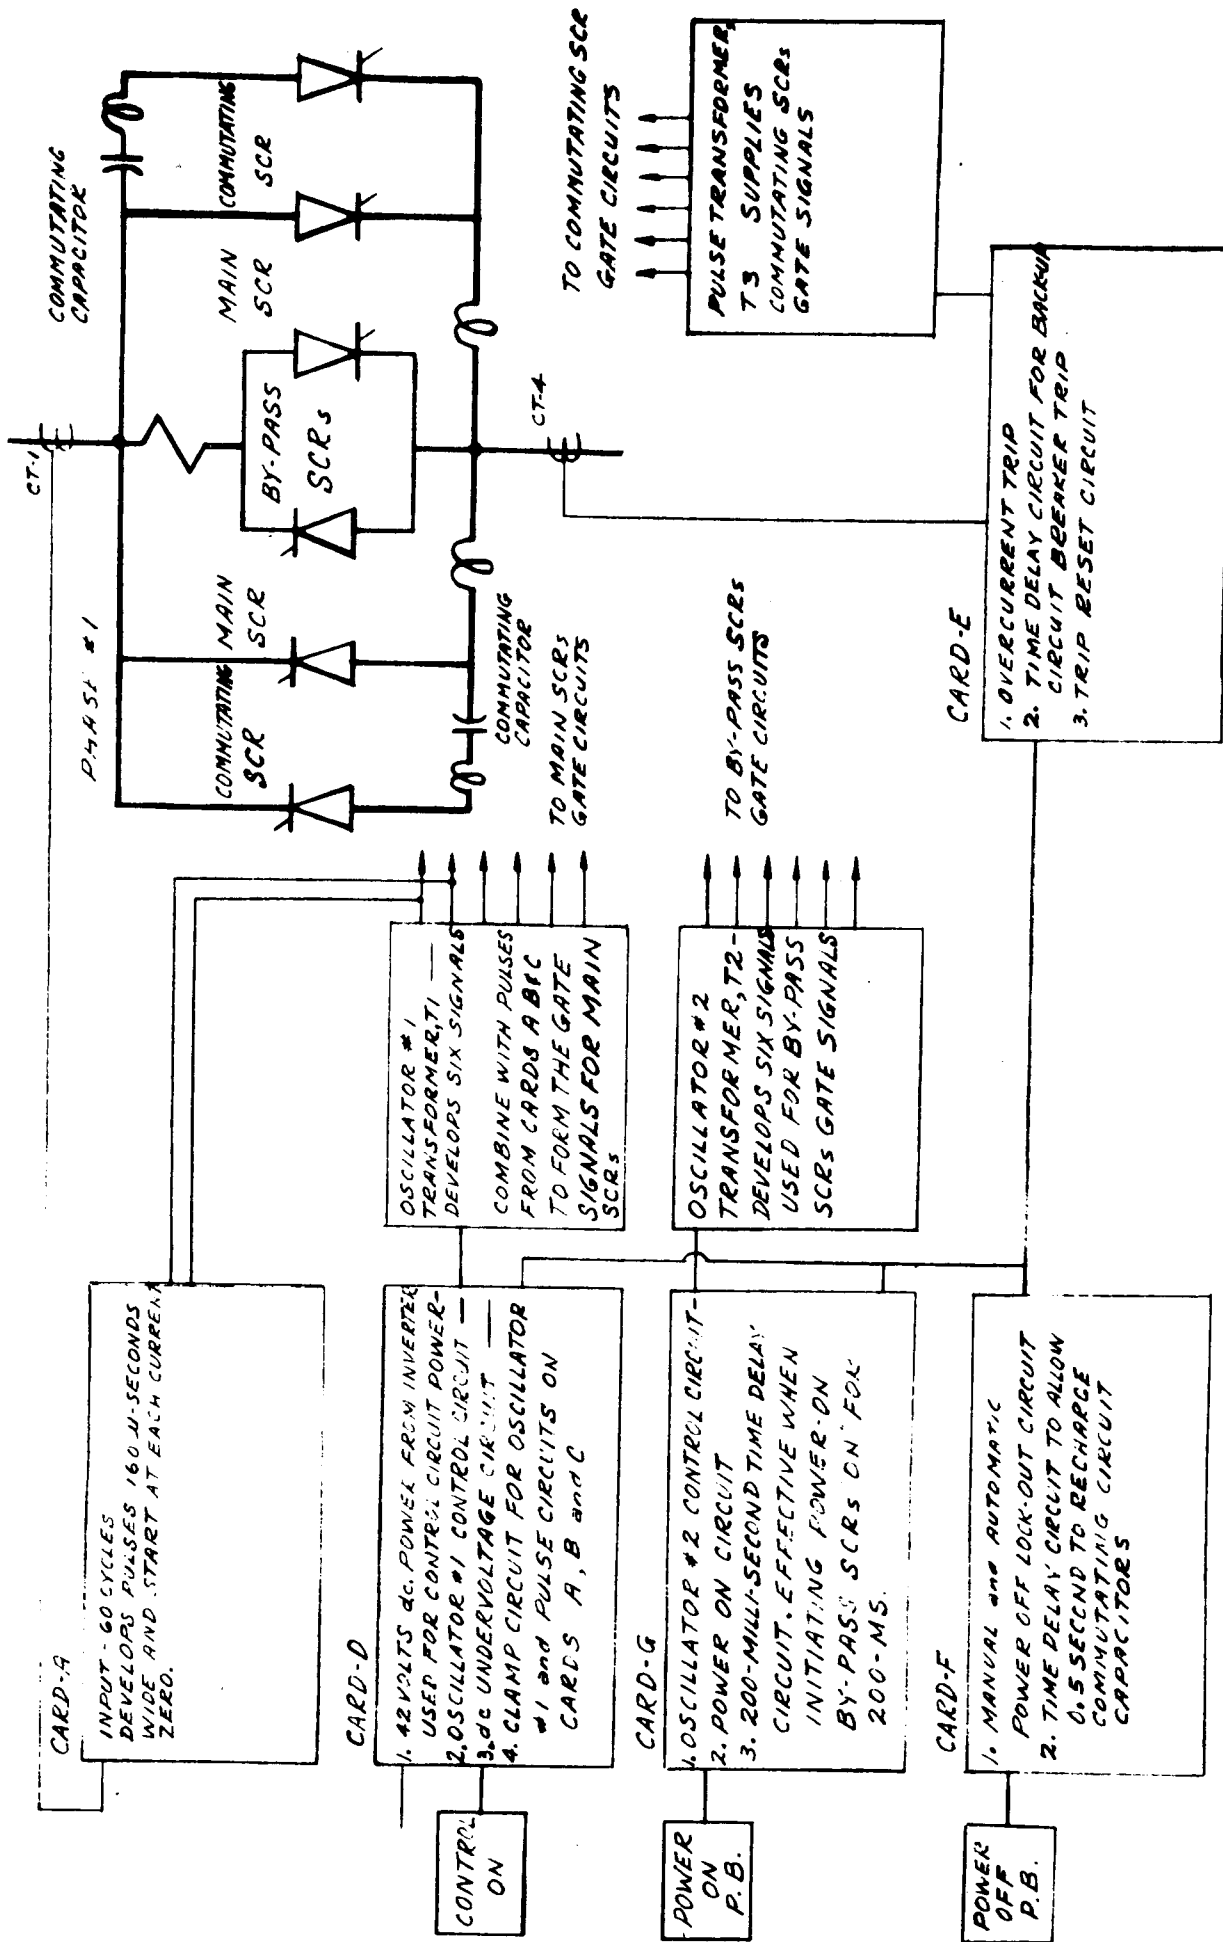 CARD-A
INPUT-60 CYCLES
DEVELOPS PULSES 160 U-SECONDS
WIDE AND START AT EACH CURRENT
ZERO.
CARD-D
1. 42 VOLTS dc. POWER FROM INVERTER
USED FOR CONTROL CIRCUIT POWER-
2. OSCILLATOR #1 CONTROL CIRCUIT —
3. dc UNDERVOLTAGE CIRCUIT —
4. CLAMP CIRCUIT FOR OSCILLATOR
#1 and PULSE CIRCUITS ON
CARDS A, B and C
CONTROL
ON
CARD-G
1. OSCILLATOR #2 CONTROL CIRCUIT-
2. POWER ON CIRCUIT
3. 200-MILLI-SECOND TIME DELAY
CIRCUIT. EFFECTIVE WHEN
INITIATING POWER-ON
BY-PASS SCRs ON FOR
200-MS.
POWER
ON
P.B.
CARD-F
1. MANUAL and AUTOMATIC
POWER OFF LOCK-OUT CIRCUIT
2. TIME DELAY CIRCUIT TO ALLOW
0.5 SECOND TO RECHARGE
COMMUTATING CIRCUIT
CAPACITORS
POWER
OFF
P.B.
OSCILLATOR #1
TRANSFORMER, T1 —
DEVELOPS SIX SIGNALS
COMBINE WITH PULSES
FROM CARDS A B & C
TO FORM THE GATE
SIGNALS FOR MAIN
SCRs
TO MAIN SCRs
GATE CIRCUITS
OSCILLATOR #2
TRANSFORMER, T2-
DEVELOPS SIX SIGNALS
USED FOR BY-PASS
SCRs GATE SIGNALS
TO BY-PASS SCRs
GATE CIRCUITS
CARD-E
1. OVERCURRENT TRIP
2. TIME DELAY CIRCUIT FOR BACK-UP
CIRCUIT BREAKER TRIP
3. TRIP RESET CIRCUIT
PULSE TRANSFORMER,
T3 SUPPLIES
COMMUTATING SCRs
GATE SIGNALS
TO COMMUTATING SCR
GATE CIRCUITS
PHASE #1
CT-1
COMMUTATING
CAPACITOR
COMMUTATING
SCR
MAIN
SCR
BY-PASS
SCRs
MAIN
SCR
COMMUTATING
SCR
COMMUTATING
CAPACITOR
CT-4